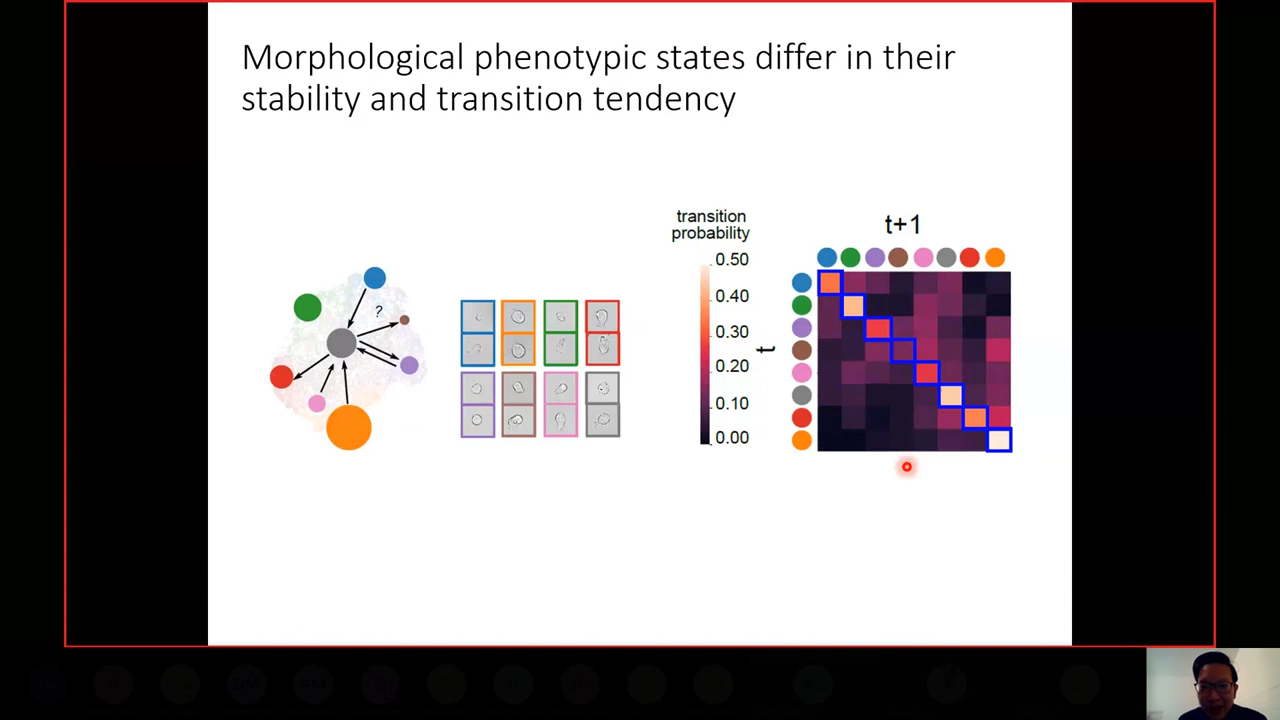 Morphological phenotypic states differ in their
stability and transition tendency
?
transition
probability
0.50
0.40
0.30
0.20
0.10
0.00
t+1
t